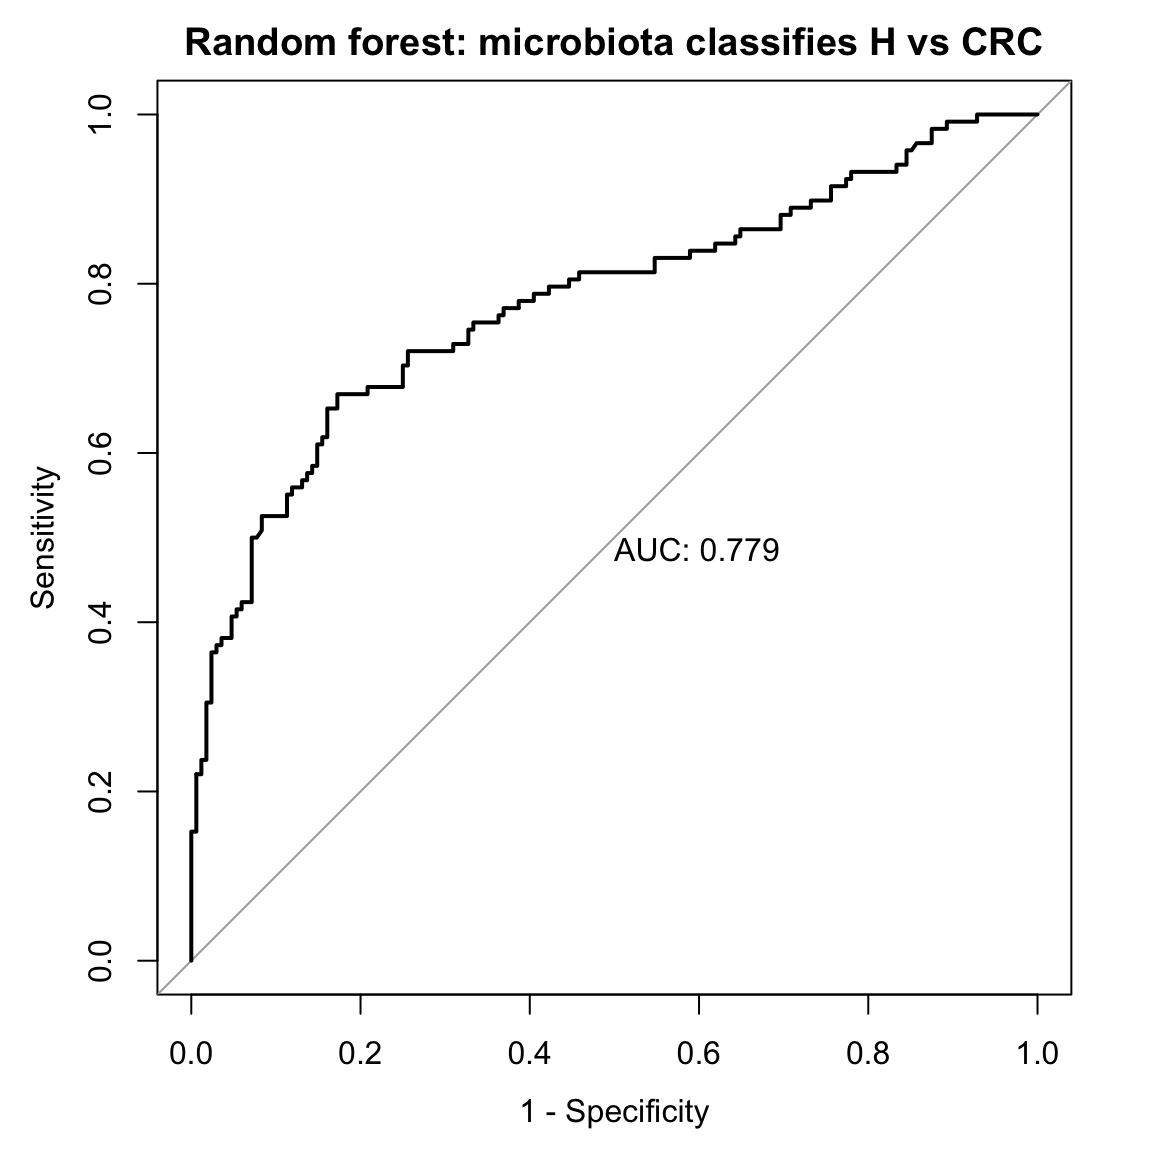 Random forest: microbiota classifies H vs CRC
1.0
0.8
0.6
0.4
0.2
0.0
Sensitivity
AUC: 0.779
0.0 0.2 0.4 0.6 0.8 1.0
1 - Specificity